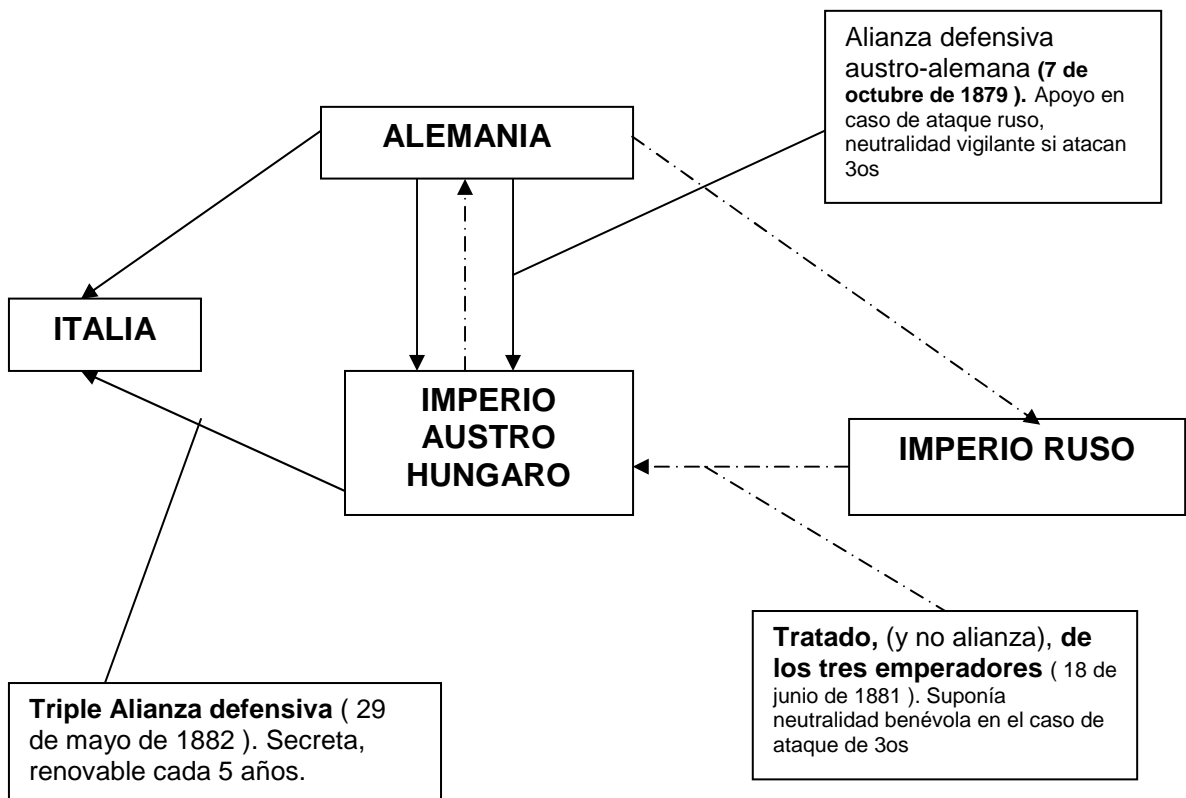 Alianza defensiva
austro-alemana (7 de
octubre de 1879 ). Apoyo en
caso de ataque ruso,
neutralidad vigilante si atacan
3os
ALEMANIA
ITALIA
IMPERIO
AUSTRO
HUNGARO
IMPERIO RUSO
Tratado, (y no alianza), de
los tres emperadores ( 18 de
junio de 1881 ). Suponía
neutralidad benévola en el caso de
ataque de 3os
Triple Alianza defensiva ( 29
de mayo de 1882 ). Secreta,
renovable cada 5 años.